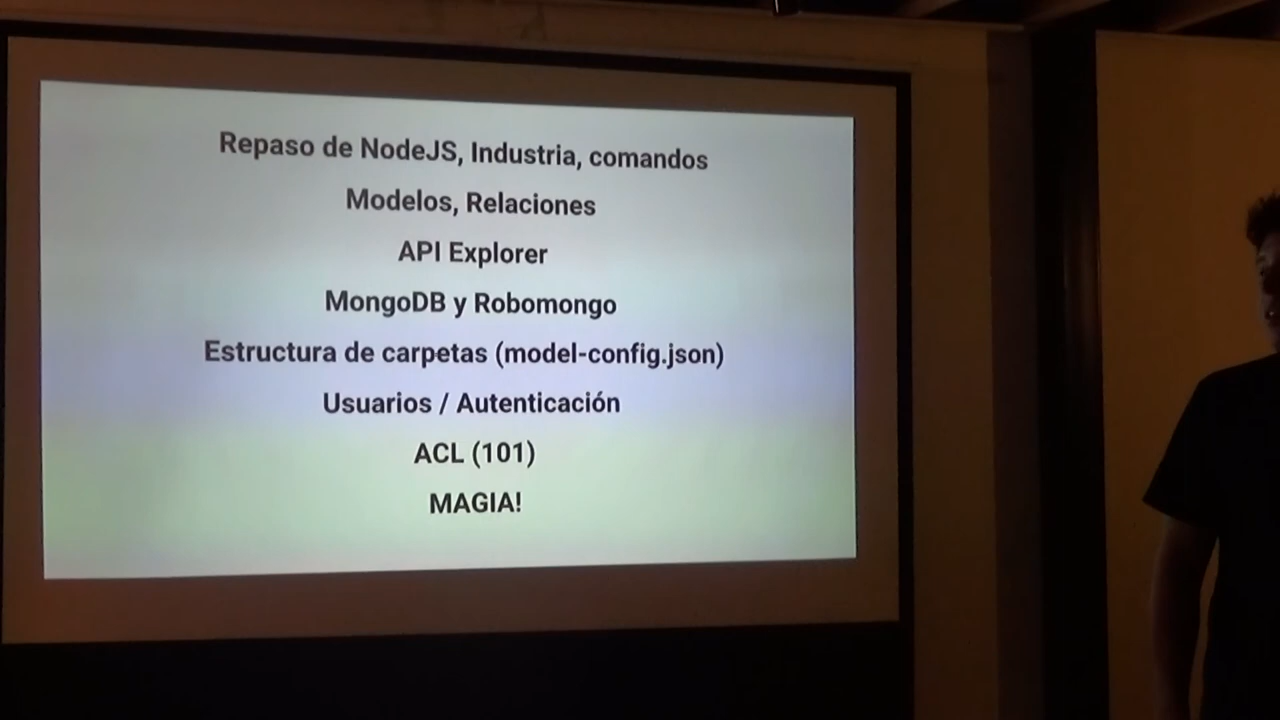 Repaso de NodeJS, Industria, comandos
Modelos, Relaciones
API Explorer
MongoDB y Robomongo
Estructura de carpetas (model-config.json)
Usuarios / Autenticación
ACL (101)
MAGIA!